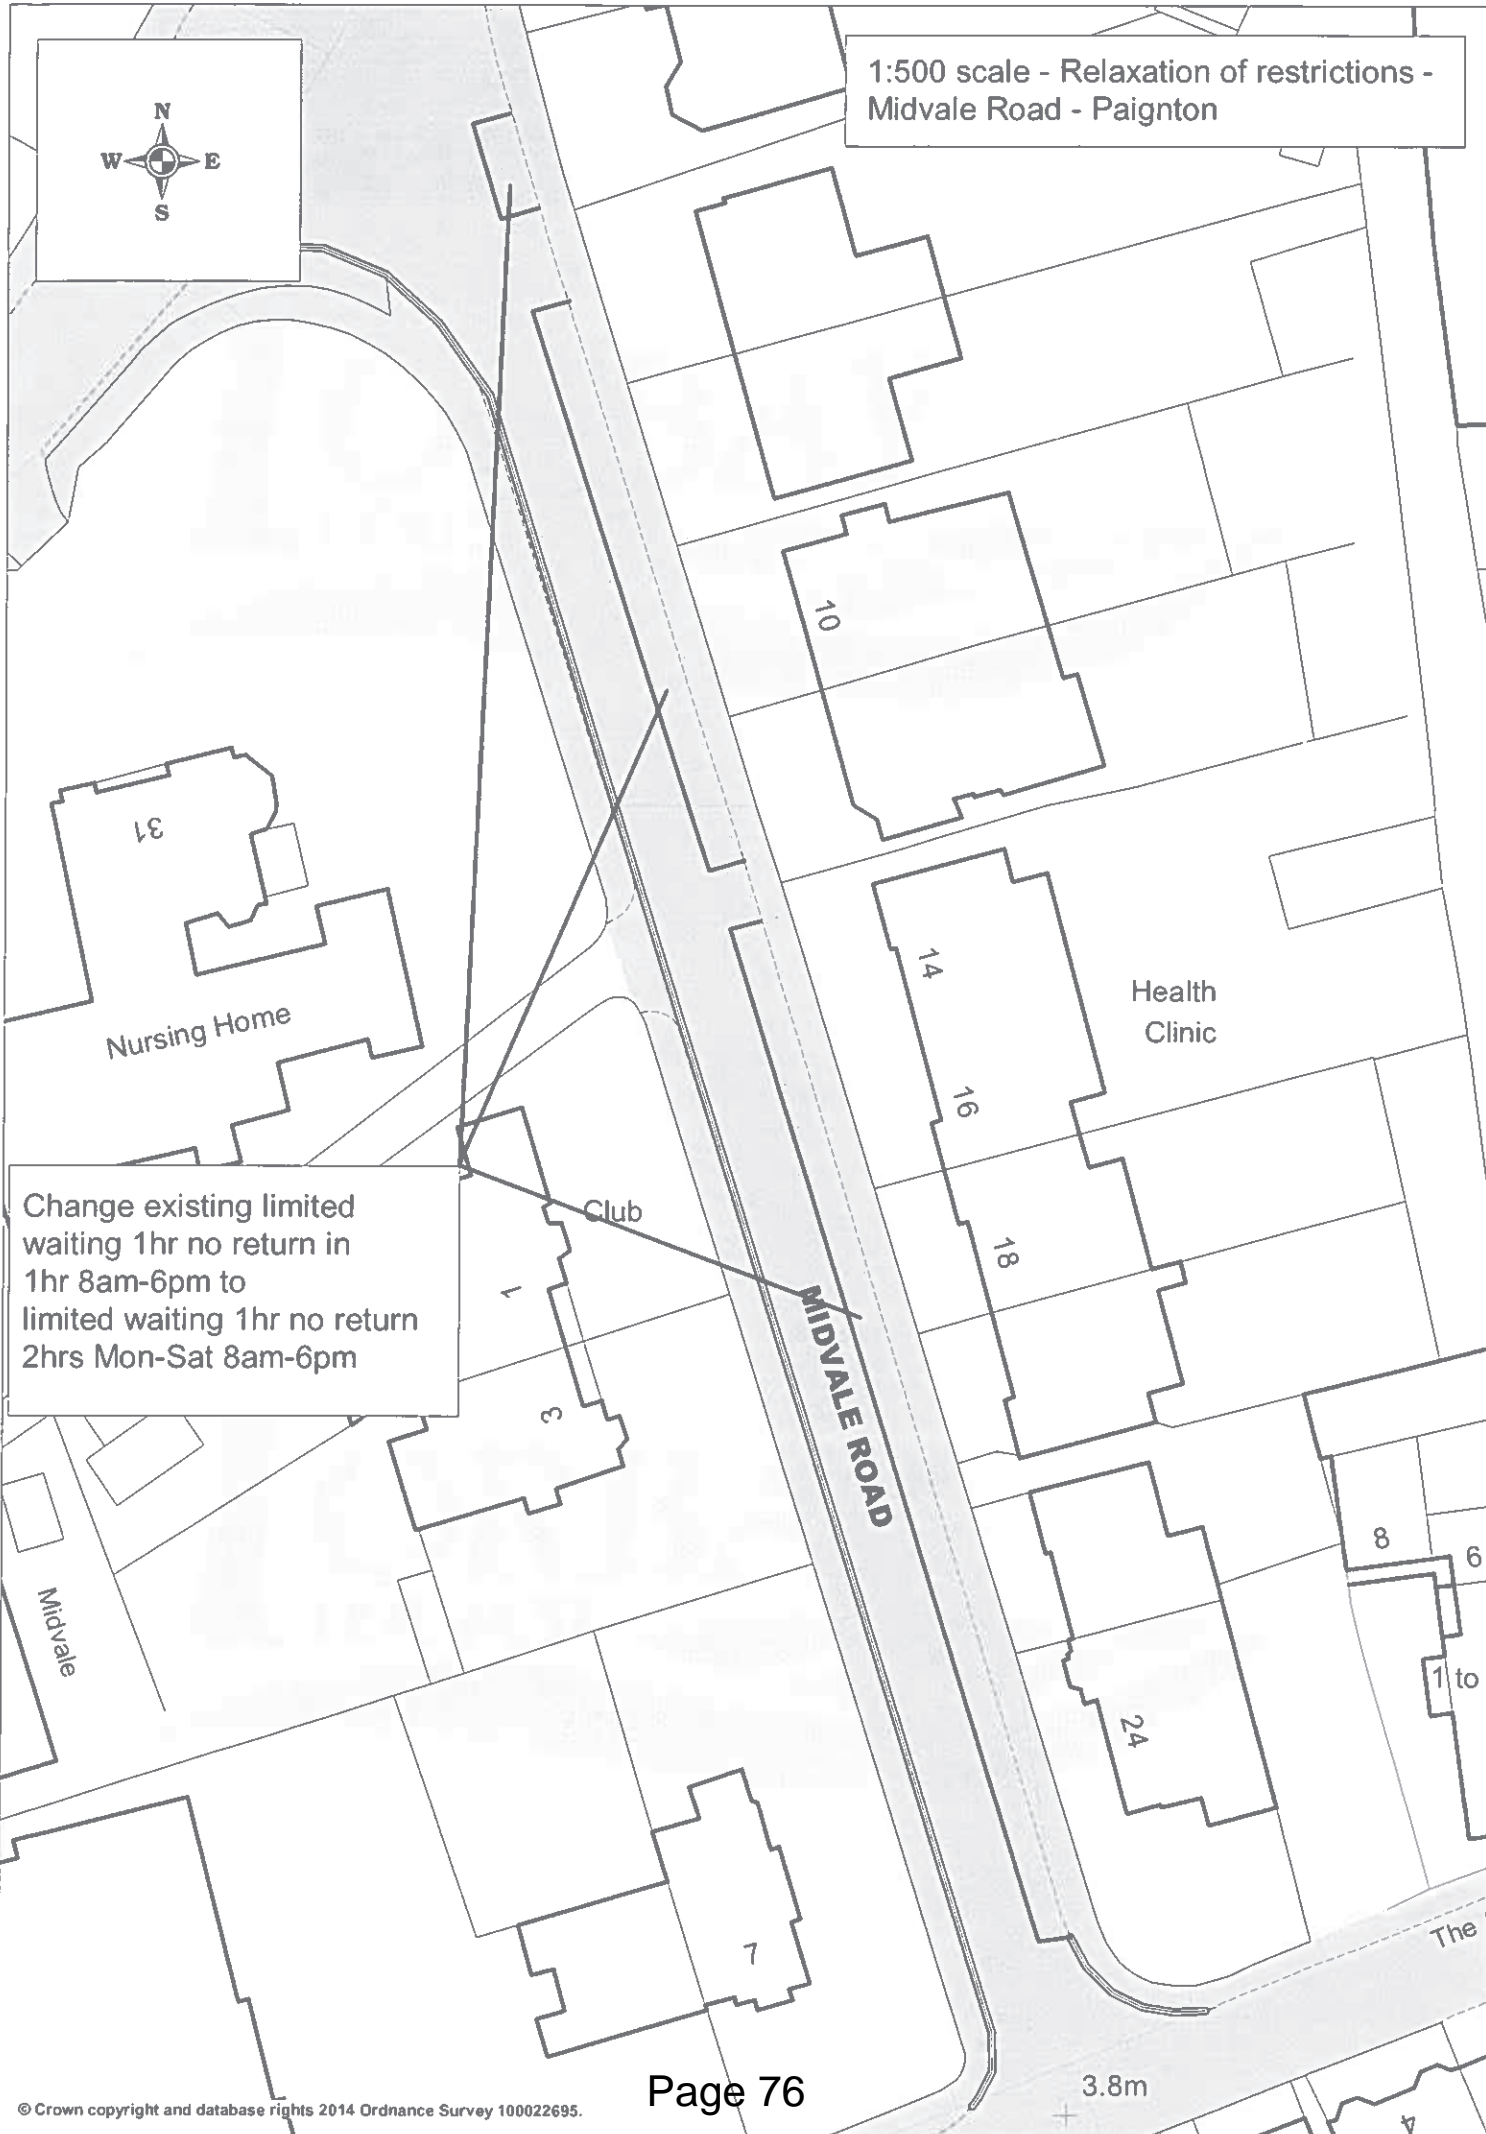 1:500 scale - Relaxation of restrictions -
Midvale Road - Paignton
N
W E
S
10
31
14
Health
Clinic
Nursing Home
16
Change existing limited
waiting 1hr no return in
1hr 8am-6pm to
limited waiting 1hr no return
2hrs Mon-Sat 8am-6pm
Club
18
1
MIDVALE ROAD
3
8
6
Midvale
1 to
24
The
7
3.8m
4
Page 76
© Crown copyright and database rights 2014 Ordnance Survey 100022695.